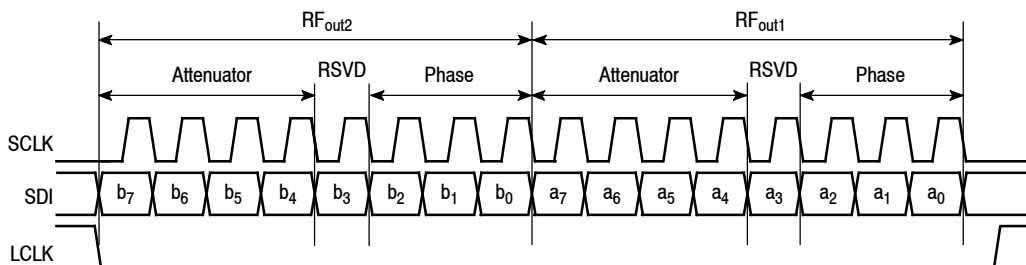 RFout2 RFout1
Attenuator RSVD Phase Attenuator RSVD Phase
SCLK
SDI b7 b6 b5 b4 b3 b2 b1 b0 a7 a6 a5 a4 a3 a2 a1 a0
LCLK